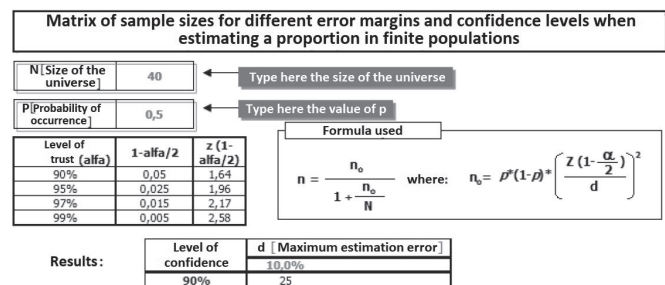 Matrix of sample sizes for different error margins and confidence levels when
estimating a proportion in finite populations
N[Size of the
universe]
40
Type here the size of the universe
P[Probability of
occurrence]
0,5
Type here the value of p
Level of
trust (alfa)
1-alfa/2
z (1-
alfa/2)
90% 0,05 1,64
95% 0,025 1,96
97% 0,015 2,17
99% 0,005 2,58
Formula used
n = n₀ / (1 + n₀/N) where: n₀= p*(1-p)* (Z (1-α/2) / d)²
Results:
Level of
confidence
d [Maximum estimation error]
10,0%
90% 25